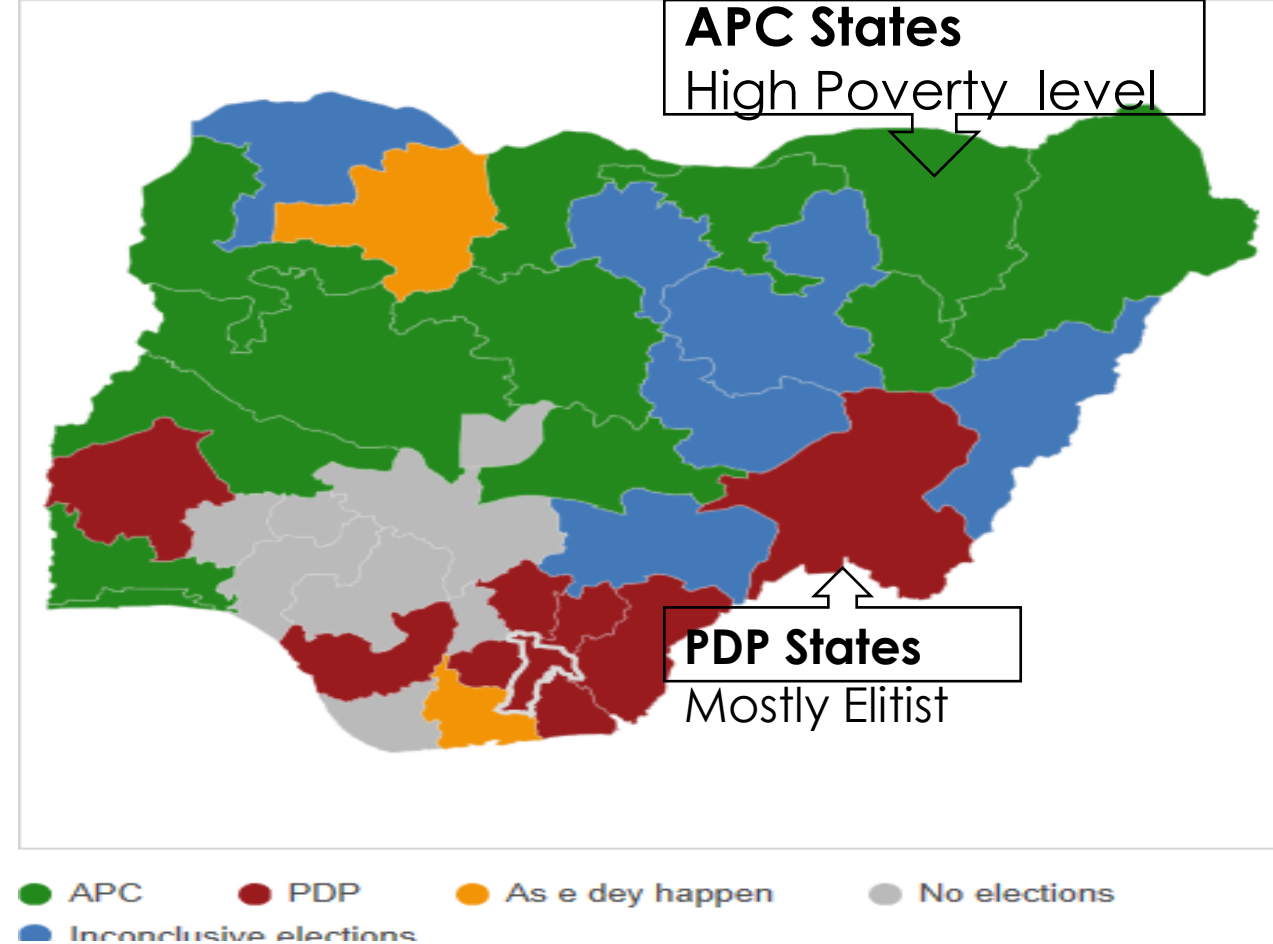 APC States
High Poverty level
PDP States
Mostly Elitist
APC
PDP
As e dey happen
No elections
Inconclusive elections